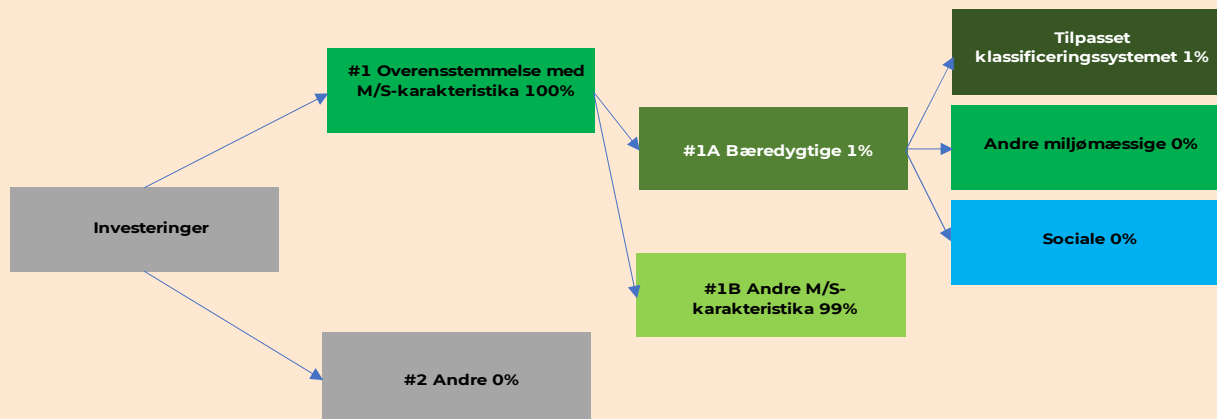 Investeringer
#1 Overensstemmelse med
M/S-karakteristika 100%
#2 Andre 0%
#1A Bæredygtige 1%
#1B Andre M/S-
karakteristika 99%
Tilpasset
klassificeringssystemet 1%
Andre miljømæssige 0%
Sociale 0%